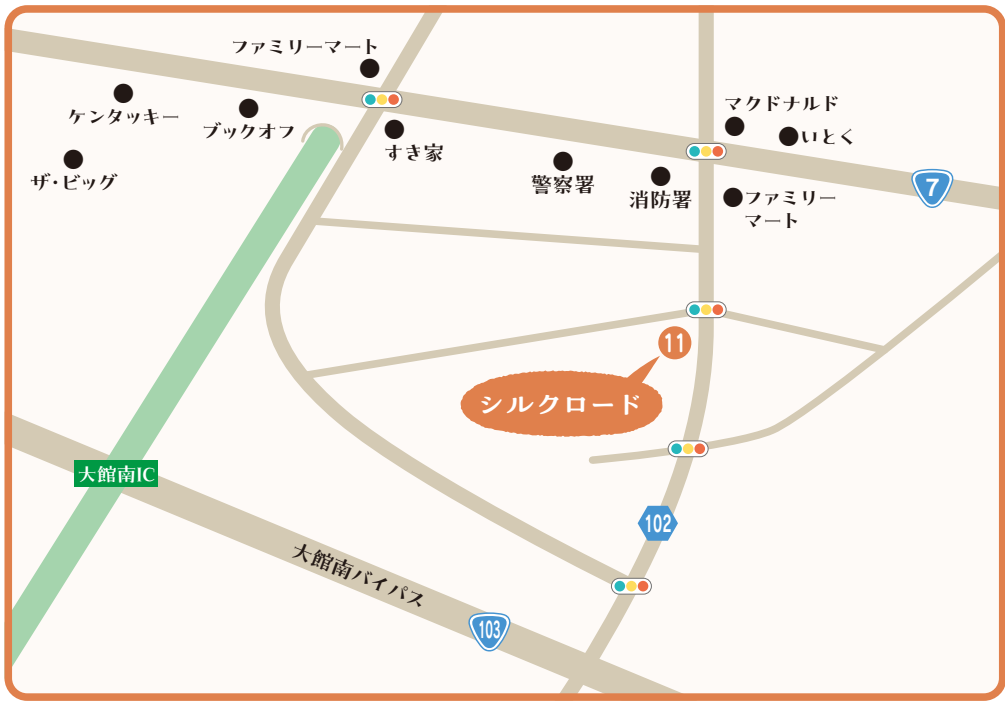 ファミリーマート
ケンタッキー
ブックオフ
ザ・ビッグ
すき家
マクドナルド
いとく
警察署
消防署
ファミリー
マート
7
11
シルクロード
大館南IC
102
大館南バイパス
103